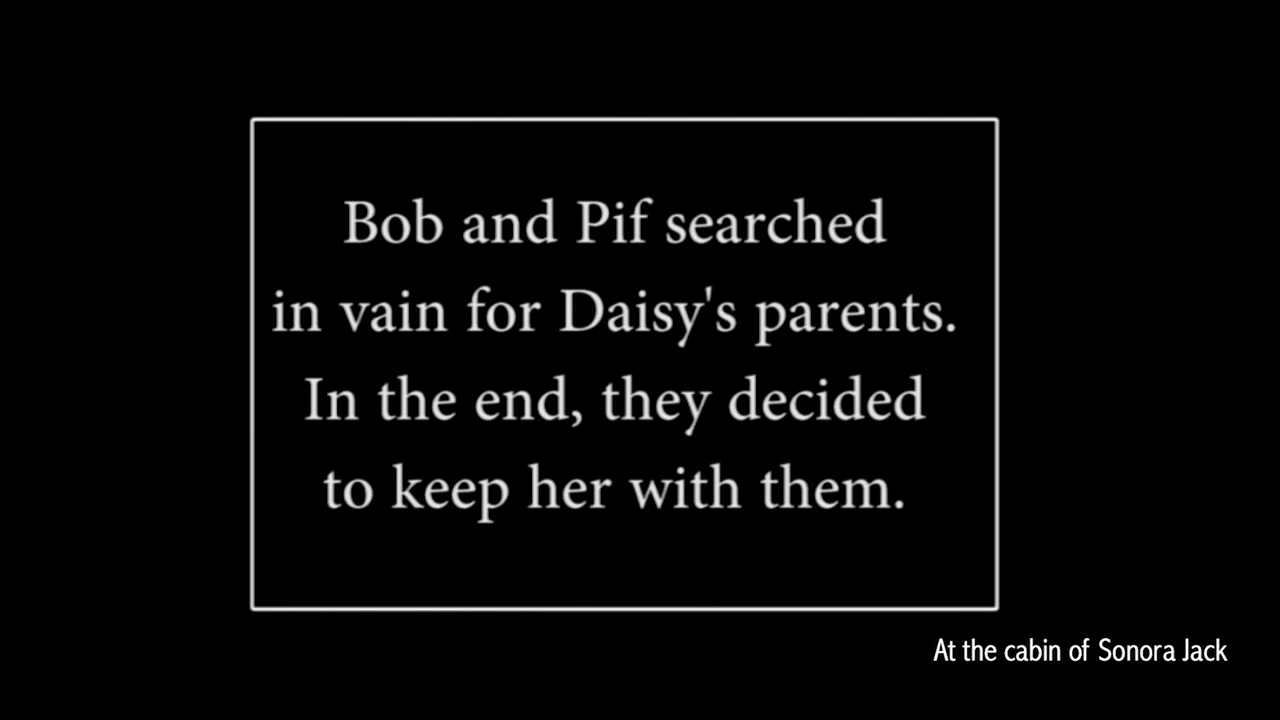 Bob and Pif searched
in vain for Daisy's parents.
In the end, they decided
to keep her with them.
At the cabin of Sonora Jack